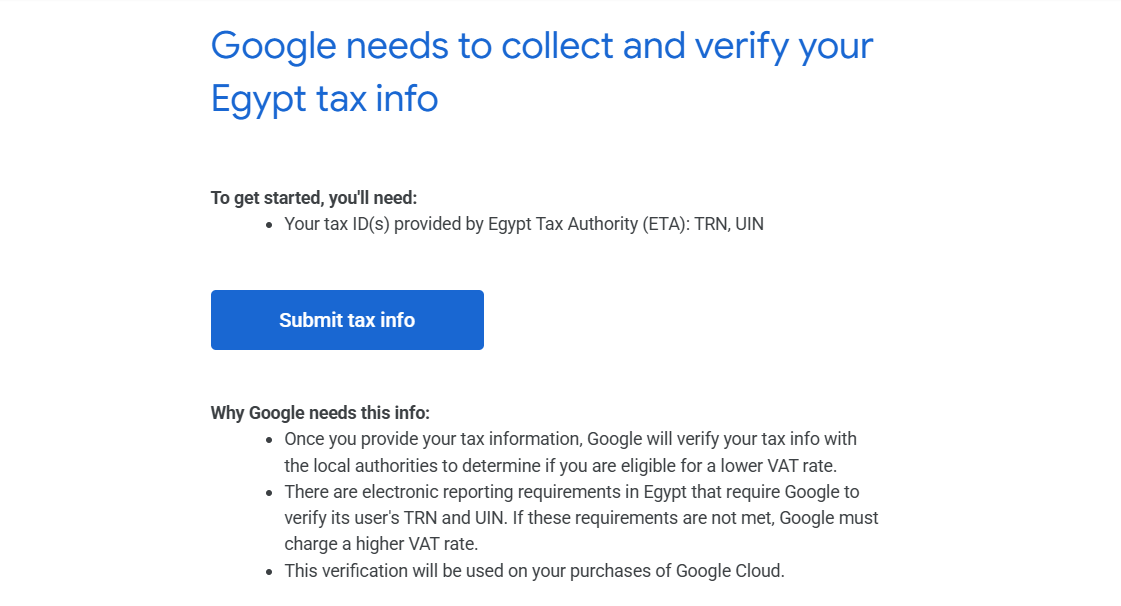 Google needs to collect and verify your
Egypt tax info
To get started, you'll need:
• Your tax ID(s) provided by Egypt Tax Authority (ETA): TRN, UIN
Submit tax info
Why Google needs this info:
• Once you provide your tax information, Google will verify your tax info with
the local authorities to determine if you are eligible for a lower VAT rate.
• There are electronic reporting requirements in Egypt that require Google to
verify its user's TRN and UIN. If these requirements are not met, Google must
charge a higher VAT rate.
• This verification will be used on your purchases of Google Cloud.